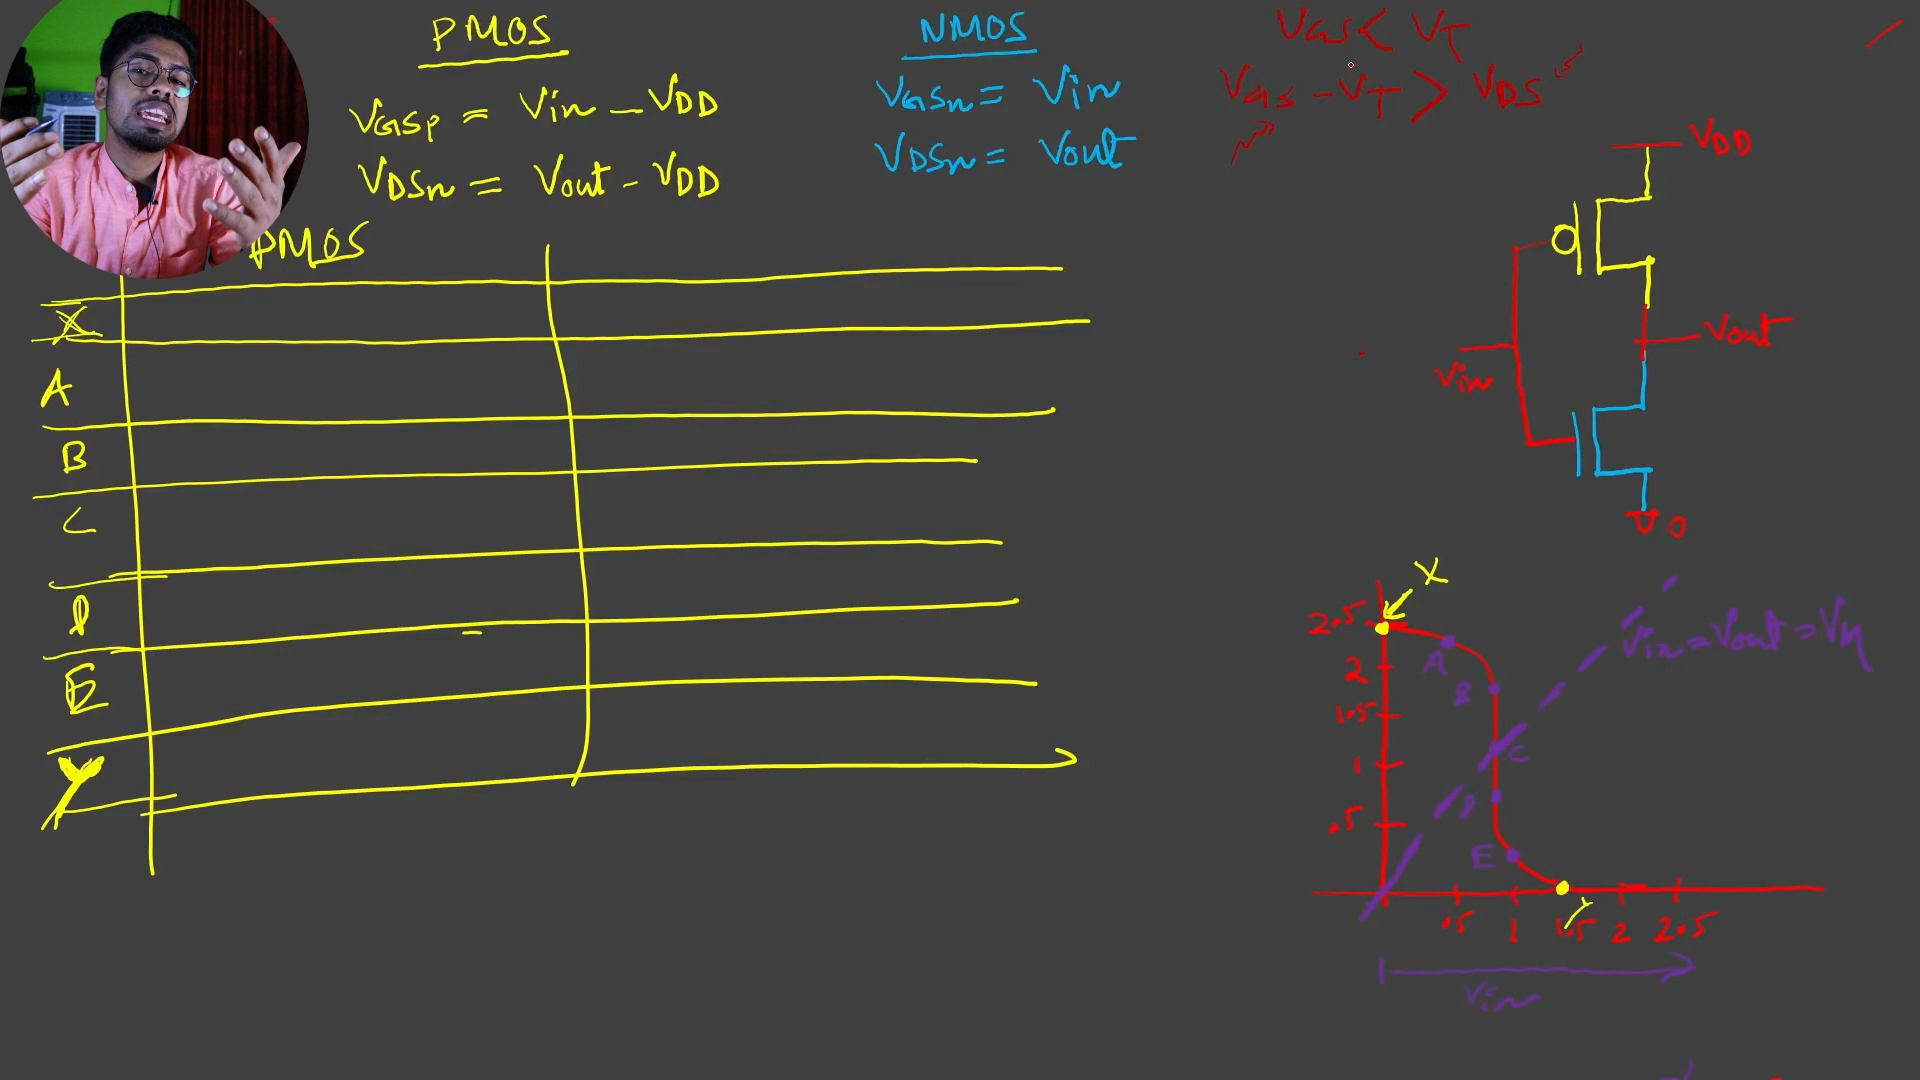 PMOS
VGSp = Vin - VDD
VDSn = Vout - VDD
NMOS
VGSn = Vin
VDSn = Vout
VGS < VT
VGS - VT > VDS
PMOS
X
A
B
C
D
E
Y
VDD
Vout
Vin
0
X
2.5
2
1.5
1
.5
A
B
C
D
E
Vin = Vout = VM
Y
.5 1 1.5 2 2.5
Vin